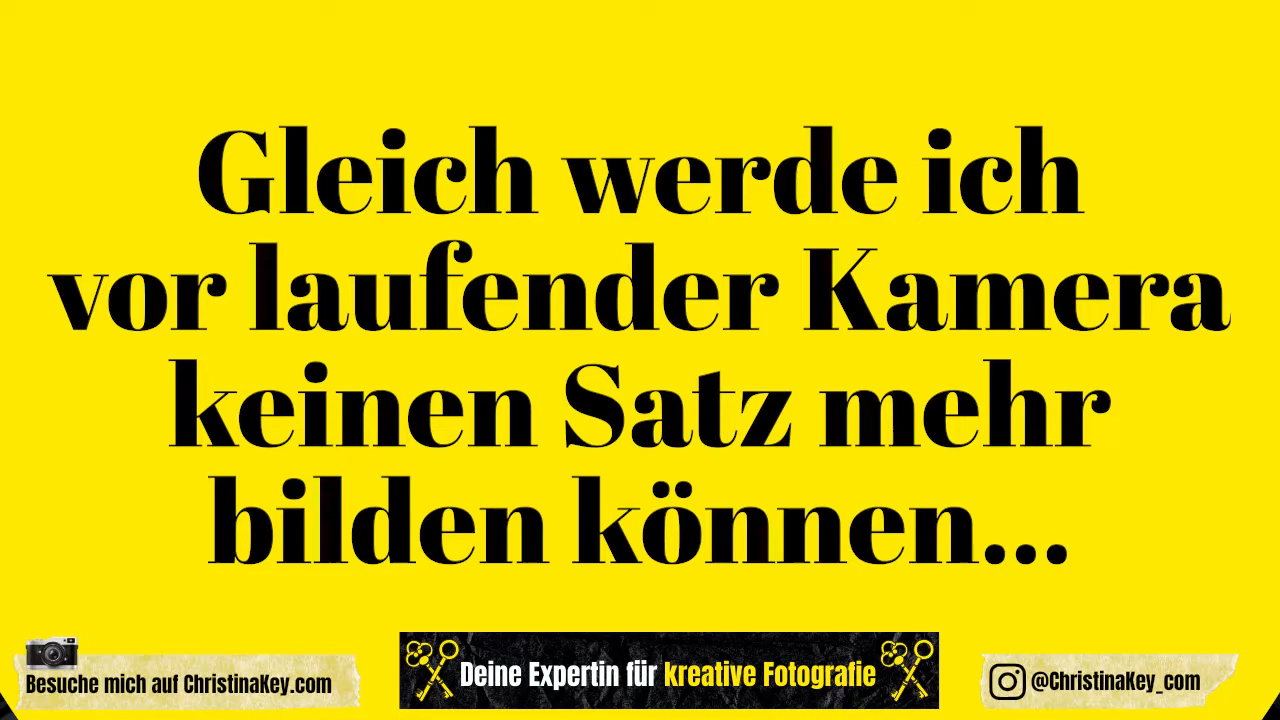 Gleich werde ich
vor laufender Kamera
keinen Satz mehr
bilden können...
Besuche mich auf ChristinaKey.com
Deine Expertin für kreative Fotografie
@ChristinaKey_com